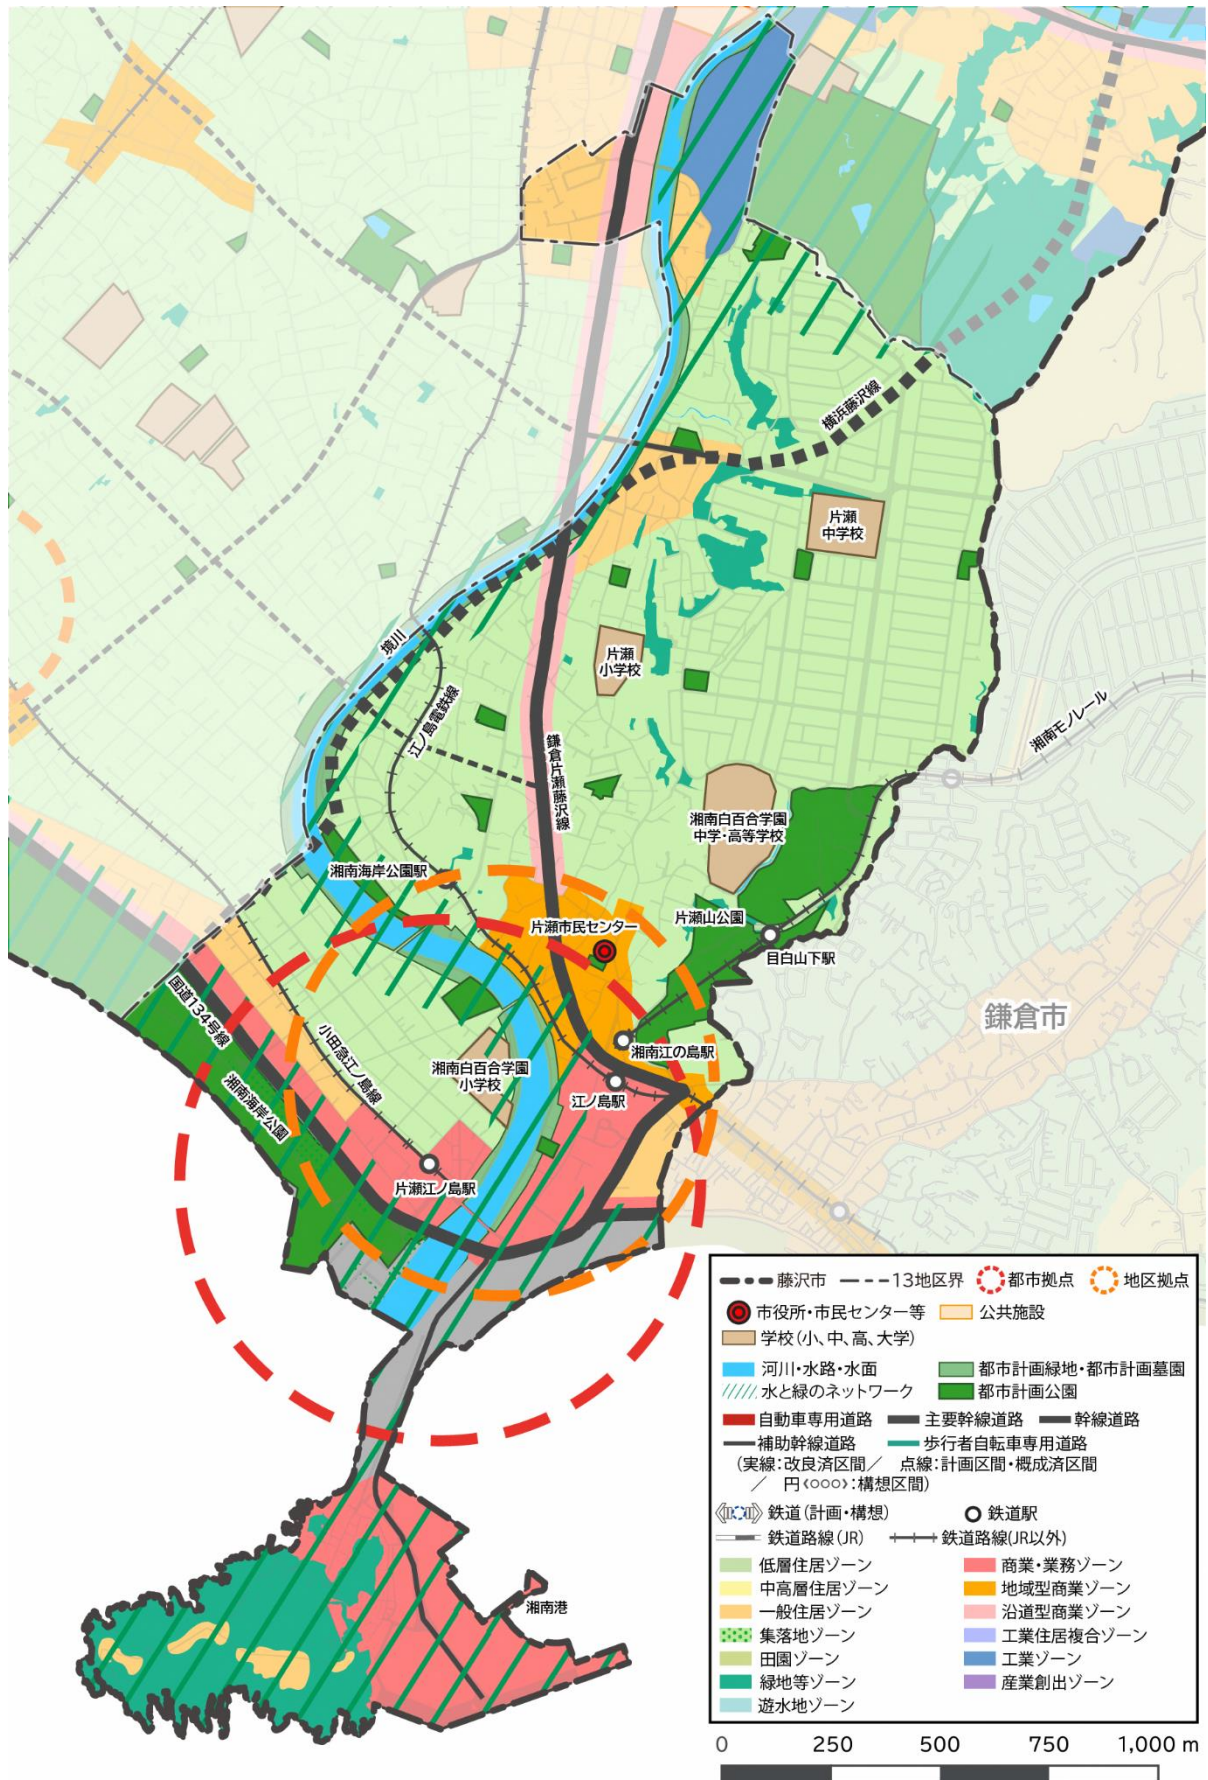 横浜藤沢線
片瀬
中学校
境川
片瀬
小学校
江ノ島電鉄線
湘南モノレール
鎌倉片瀬藤沢線
湘南白百合学園
中学・高等学校
湘南海岸公園駅
片瀬市民センター
片瀬山公園
目白山下駅
国道134号線
鎌倉市
小田急江ノ島線
湘南江の島駅
湘南白百合学園
小学校
湘南海岸公園
江ノ島駅
片瀬江ノ島駅
湘南港
藤沢市 13地区界 都市拠点 地区拠点
市役所・市民センター等 公共施設
学校(小、中、高、大学)
河川・水路・水面 都市計画緑地・都市計画墓園
水と緑のネットワーク 都市計画公園
自動車専用道路 主要幹線道路 幹線道路
補助幹線道路 歩行者自転車専用道路
(実線:改良済区間/ 点線:計画区間・概成済区間
/ 円《○○○》:構想区間)
鉄道(計画・構想) 鉄道駅
鉄道路線(JR) 鉄道路線(JR以外)
低層住居ゾーン 商業・業務ゾーン
中高層住居ゾーン 地域型商業ゾーン
一般住居ゾーン 沿道型商業ゾーン
集落地ゾーン 工業住居複合ゾーン
田園ゾーン 工業ゾーン
緑地等ゾーン 産業創出ゾーン
遊水地ゾーン
0 250 500 750 1,000 m